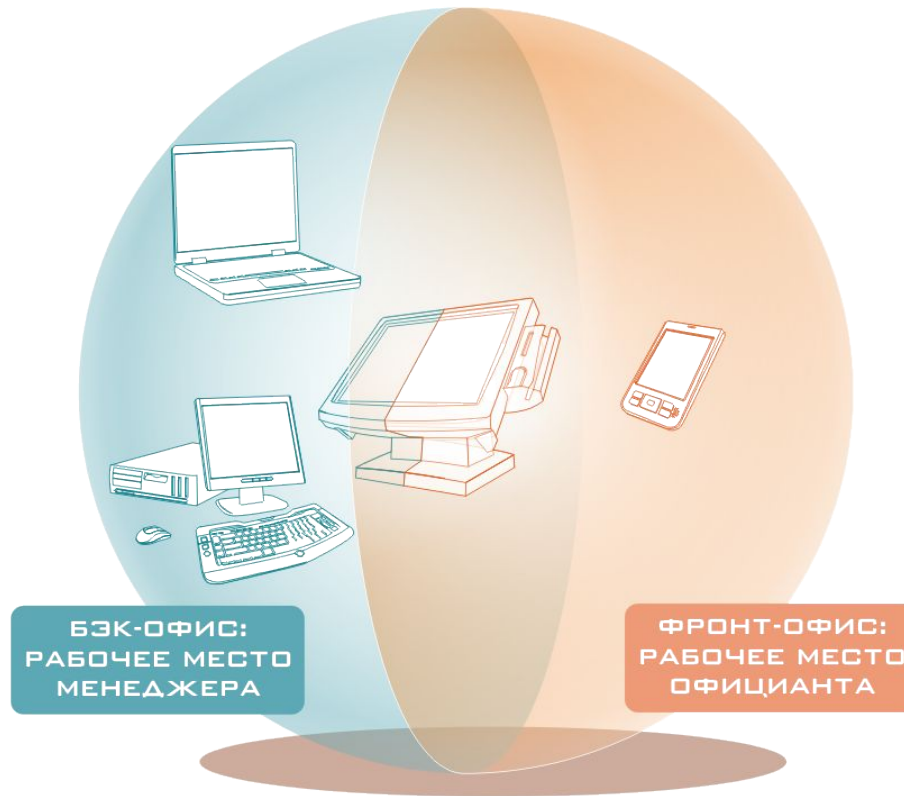 БЭК-ОФИС:
РАБОЧЕЕ МЕСТО
МЕНЕДЖЕРА
ФРОНТ-ОФИС:
РАБОЧЕЕ МЕСТО
ОФИЦИАНТА